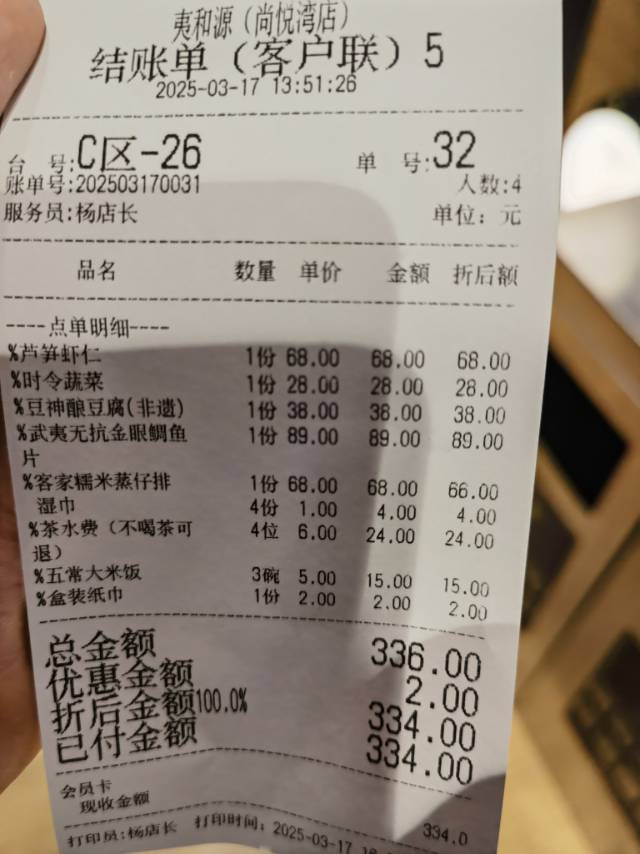 夷和源（尚悦湾店）
结账单（客户联）5
2025-03-17 13:51:26
台 号:C区-26 单 号:32
账单号:202503170031 人数:4
服务员:杨店长 单位：元
品名 数量 单价 金额 折后额
----点单明细----
%芦笋虾仁 1份 68.00 68.00 68.00
%时令蔬菜 1份 28.00 28.00 28.00
%豆神酿豆腐(非遗) 1份 38.00 38.00 38.00
%武夷无抗金眼鲷鱼 1份 89.00 89.00 89.00
片
%客家糯米蒸仔排 1份 68.00 68.00 66.00
湿巾 4份 1.00 4.00 4.00
%茶水费（不喝茶可 4位 6.00 24.00 24.00
退）
%五常大米饭 3碗 5.00 15.00 15.00
%盒装纸巾 1份 2.00 2.00 2.00
总金额 336.00
优惠金额 2.00
折后金额100.0% 334.00
已付金额 334.00
会员卡
现收金额 334.0
打印员:杨店长 打印时间：2025-03-17